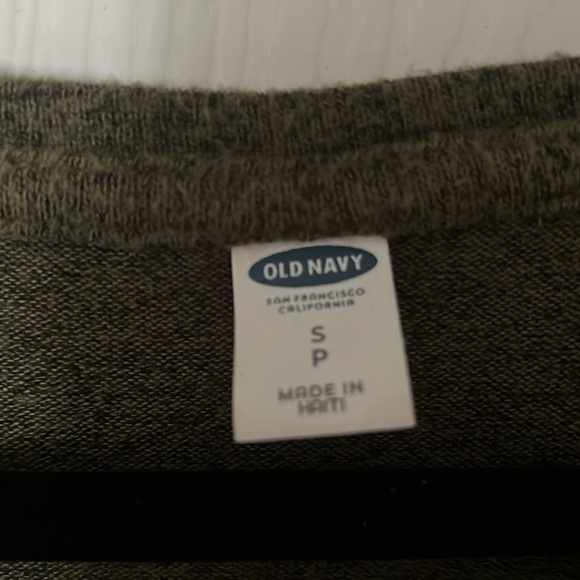 OLD NAVY
SAN FRANCISCO
CALIFORNIA
S
P
MADE IN
HAITI